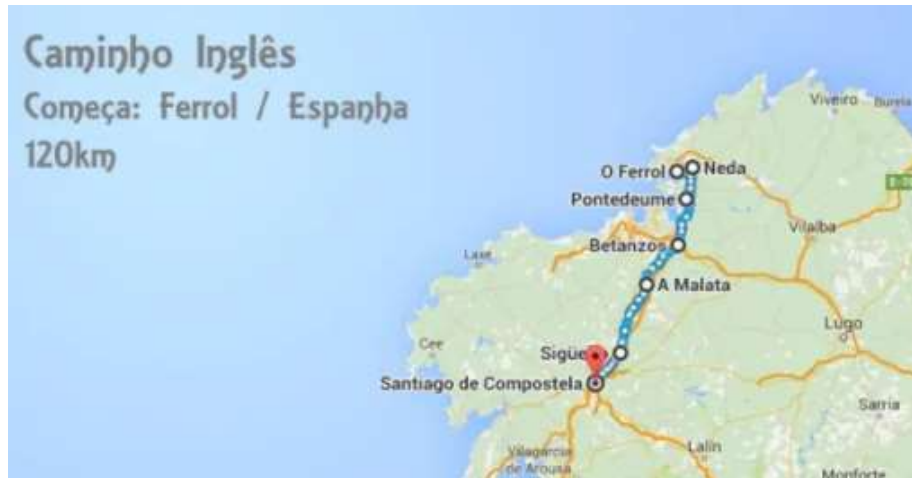 Caminho Inglês
Começa: Ferrol / Espanha
120km
Viveiro
Burela
O Ferrol
Neda
Pontedeume
Vilalba
Betanzos
Laxe
A Malata
Lugo
Cee
Santiago de Compostela
Sarria
Lalín
Vilagarcía
de Arousa
Monforte